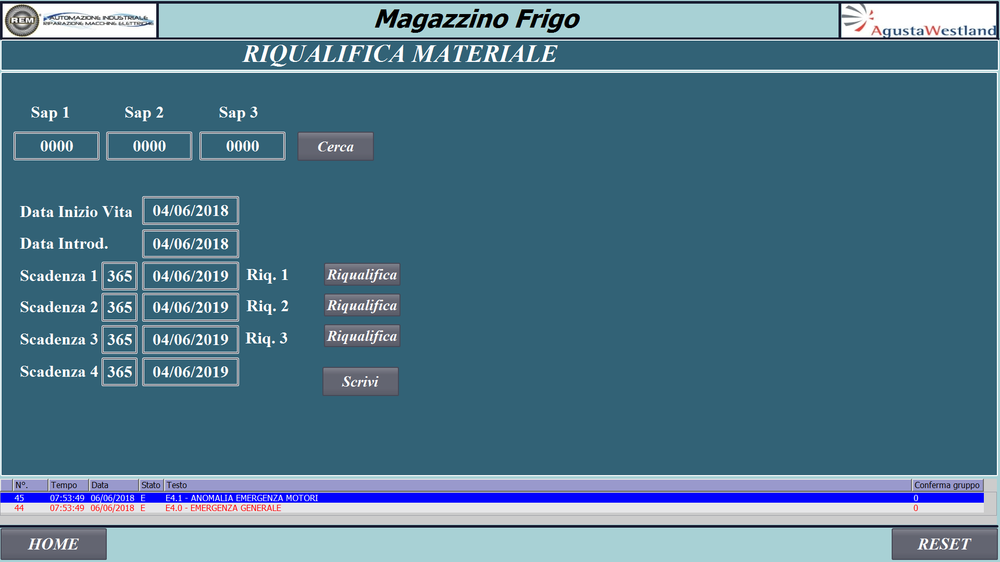 REM
AUTOMAZIONE INDUSTRIALE
RIPARAZIONE MACCHINE ELETTRICHE
Magazzino Frigo
AgustaWestland
RIQUALIFICA MATERIALE
Sap 1 Sap 2 Sap 3
0000 0000 0000 Cerca
Data Inizio Vita 04/06/2018
Data Introd. 04/06/2018
Scadenza 1 365 04/06/2019 Riq. 1 Riqualifica
Scadenza 2 365 04/06/2019 Riq. 2 Riqualifica
Scadenza 3 365 04/06/2019 Riq. 3 Riqualifica
Scadenza 4 365 04/06/2019
Scrivi
N°. Tempo Data Stato Testo Conferma gruppo
45 07:53:49 06/06/2018 E E4.1 - ANOMALIA EMERGENZA MOTORI 0
44 07:53:49 06/06/2018 E E4.0 - EMERGENZA GENERALE 0
HOME RESET